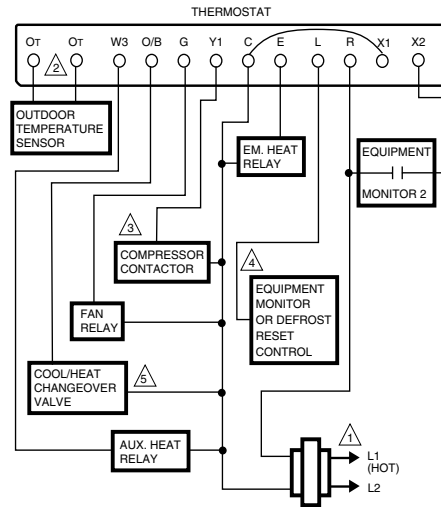 THERMOSTAT
OT OT W3 O/B G Y1 C E L R X1 X2
2
OUTDOOR
TEMPERATURE
SENSOR
EM. HEAT
RELAY
EQUIPMENT
MONITOR 2
3
COMPRESSOR
CONTACTOR
4
EQUIPMENT
MONITOR
OR DEFROST
RESET
CONTROL
FAN
RELAY
COOL/HEAT
CHANGEOVER
VALVE
5
AUX. HEAT
RELAY
1
L1
(HOT)
L2